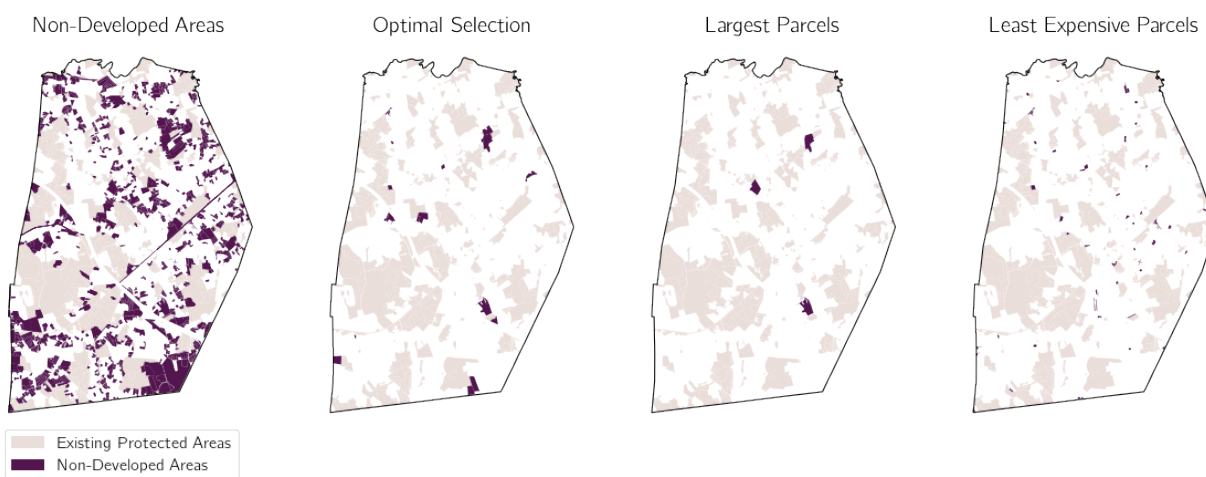 Non-Developed Areas
Optimal Selection
Largest Parcels
Least Expensive Parcels
Existing Protected Areas
Non-Developed Areas